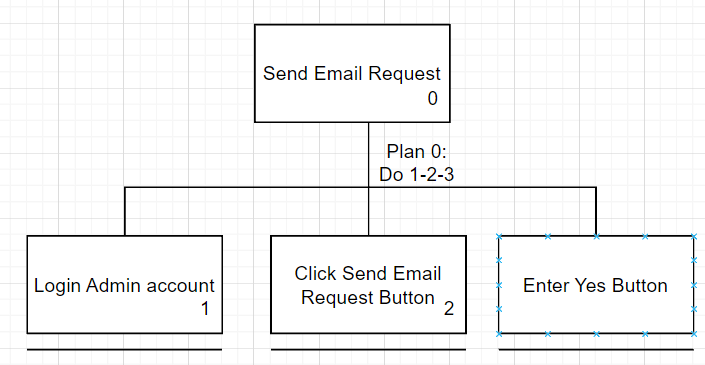 Send Email Request
0
Plan 0:
Do 1-2-3
Login Admin account
1
Click Send Email
Request Button
2
Enter Yes Button